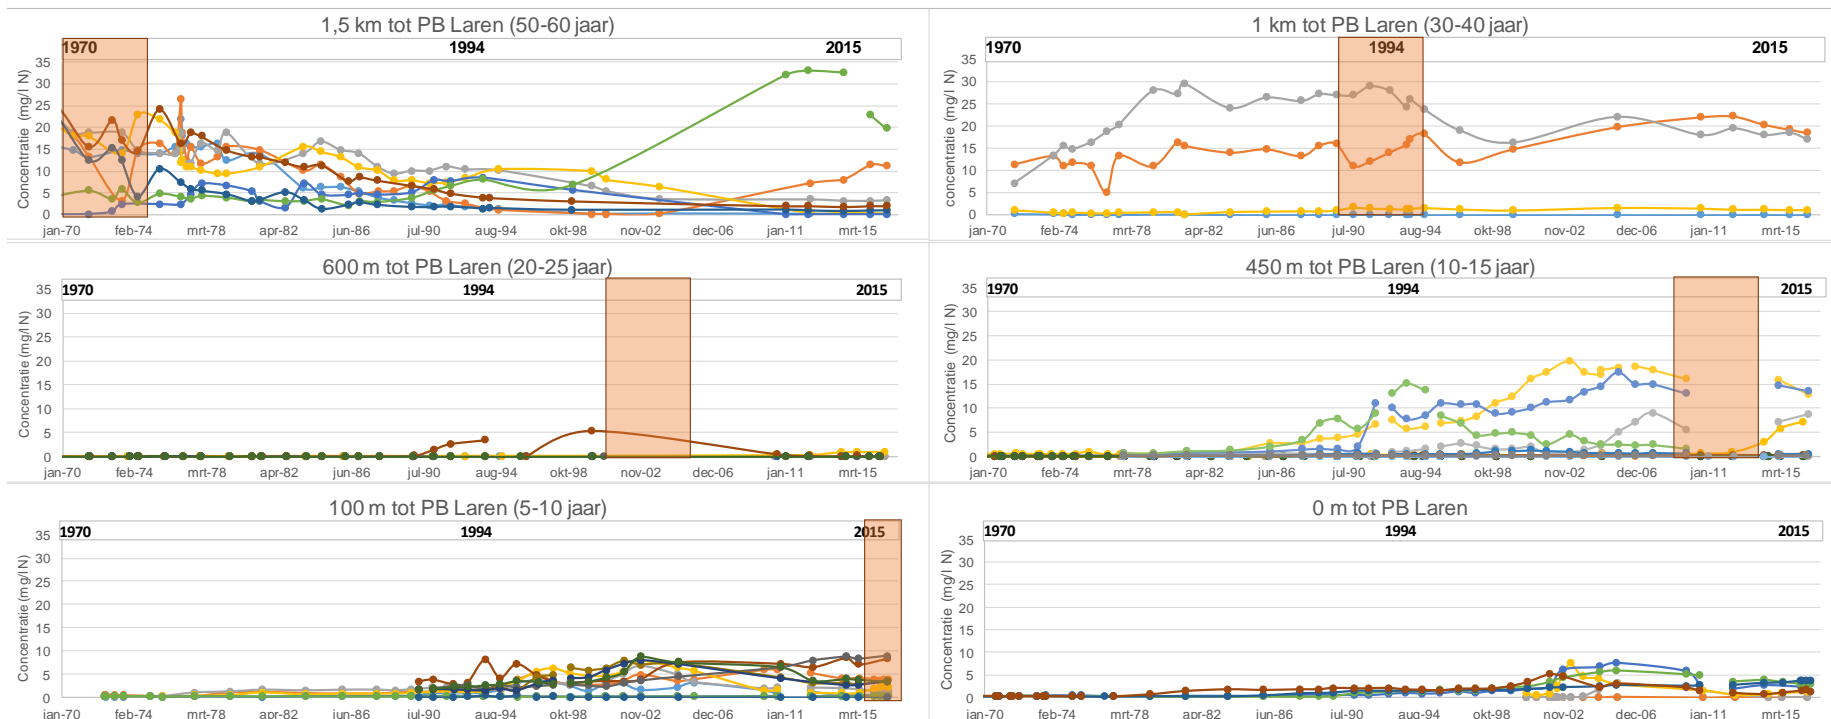 1,5 km tot PB Laren (50-60 jaar)
1970 1994 2015
Concentratie (mg/l N)
35
30
25
20
15
10
5
0
jan-70 feb-74 mrt-78 apr-82 jun-86 jul-90 aug-94 okt-98 nov-02 dec-06 jan-11 mrt-15
1 km tot PB Laren (30-40 jaar)
1970 1994 2015
concentratie (mg/l N)
35
30
25
20
15
10
5
0
jan-70 feb-74 mrt-78 apr-82 jun-86 jul-90 aug-94 okt-98 nov-02 dec-06 jan-11 mrt-15
600 m tot PB Laren (20-25 jaar)
1970 1994 2015
Concentratie (mg/l N)
35
30
25
20
15
10
5
0
jan-70 feb-74 mrt-78 apr-82 jun-86 jul-90 aug-94 okt-98 nov-02 dec-06 jan-11 mrt-15
450 m tot PB Laren (10-15 jaar)
1970 1994 2015
Concentratie (mg/l N)
35
30
25
20
15
10
5
0
jan-70 feb-74 mrt-78 apr-82 jun-86 jul-90 aug-94 okt-98 nov-02 dec-06 jan-11 mrt-15
100 m tot PB Laren (5-10 jaar)
1970 1994 2015
Concentratie (mg/l N)
35
30
25
20
15
10
5
0
jan-70 feb-74 mrt-78 apr-82 jun-86 jul-90 aug-94 okt-98 nov-02 dec-06 jan-11 mrt-15
0 m tot PB Laren
1970 1994 2015
Concentratie (mg/l N)
35
30
25
20
15
10
5
0
jan-70 feb-74 mrt-78 apr-82 jun-86 jul-90 aug-94 okt-98 nov-02 dec-06 jan-11 mrt-15